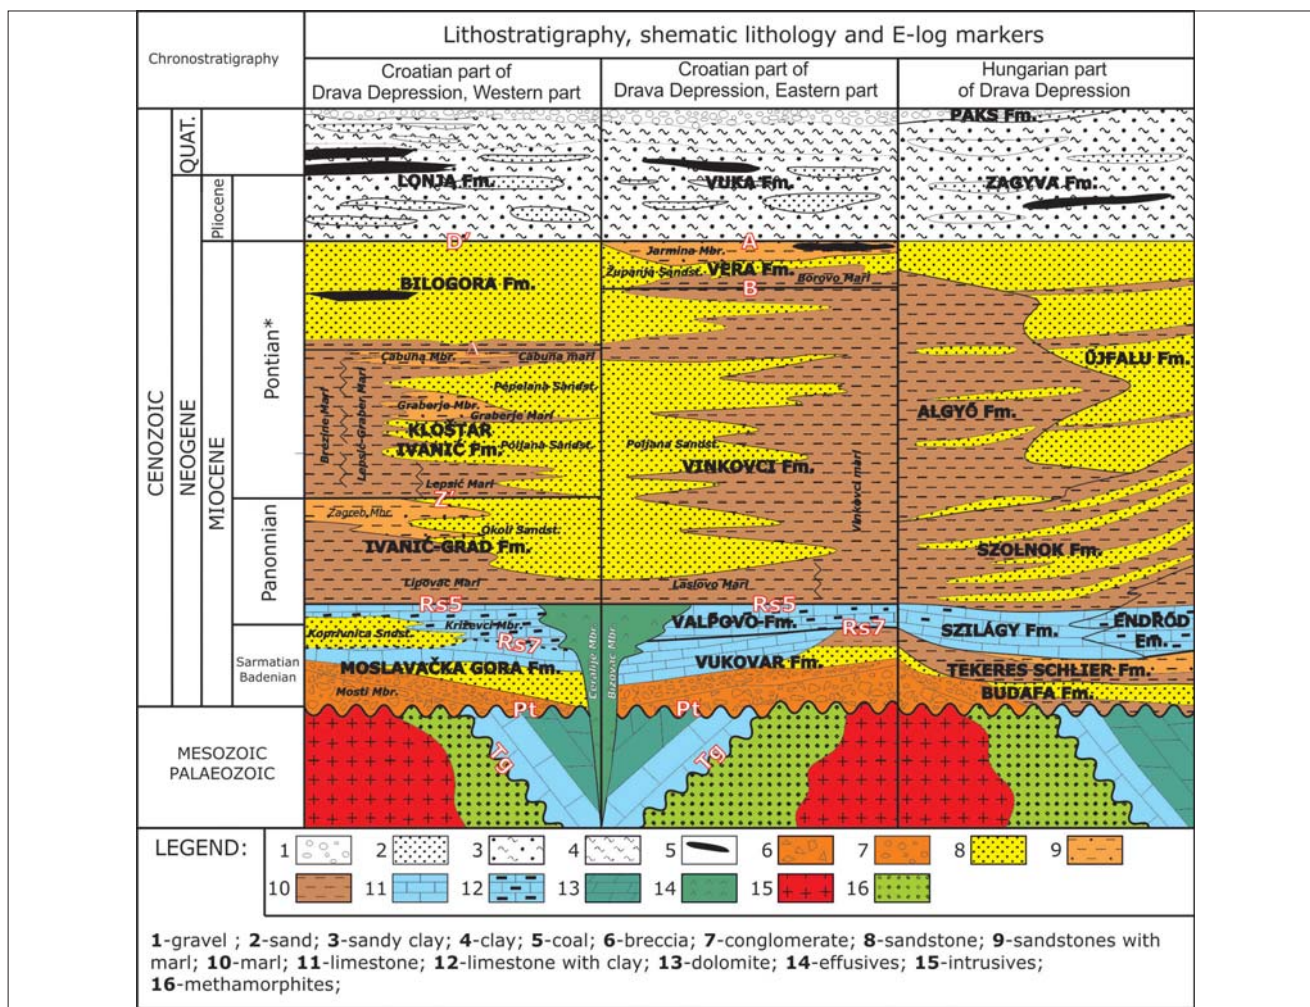 Lithostratigraphy, shematic lithology and E-log markers
Chronostratigraphy
Croatian part of
Drava Depression, Western part
Croatian part of
Drava Depression, Eastern part
Hungarian part
of Drava Depression
CENOZOIC
QUAT.
NEOGENE
Pliocene
MIOCENE
Pontian*
Panonnian
Sarmatian
Badenian
MESOZOIC
PALAEOZOIC
LONJA Fm.
D'
BILOGORA Fm.
Cabuna Mbr.
Cabuna marl
Pepelana Sandst.
Brezine Marl
Lepsić-Graber Marl
Graberje Mbr.
Graberje Marl
KLOŠTAR
IVANIĆ Fm.
Poljana Sandst.
Lepsić Marl
Z'
Zagreb Mbr.
Okoli Sandst.
IVANIĆ-GRAD Fm.
Lipovac Marl
Rs5
Križevci Mbr.
Koprivnica Sndst.
Rs7
MOSLAVAČKA GORA Fm.
Mosti Mbr.
Pt
Tg
Ceralije Mbr.
VUKA Fm.
A
Jarmina Mbr.
Županja Sandst.
VERA Fm.
Borovo Marl
B
Poljana Sandst.
VINKOVCI Fm.
Vinkovci marl
Laslovo Marl
Rs5
VALPOVO Fm.
Rs7
VUKOVAR Fm.
Bizovac Mbr.
Pt
Tg
PAKS Fm.
ZAGYVA Fm.
ÚJFALU Fm.
ALGYŐ Fm.
SZOLNOK Fm.
SZILÁGY Fm.
ENDRŐD
Fm.
TEKERES SCHLIER Fm.
BUDAFA Fm.
LEGEND:
1 2 3 4 5 6 7 8 9
10 11 12 13 14 15 16
1-gravel ; 2-sand; 3-sandy clay; 4-clay; 5-coal; 6-breccia; 7-conglomerate; 8-sandstone; 9-sandstones with
marl; 10-marl; 11-limestone; 12-limestone with clay; 13-dolomite; 14-effusives; 15-intrusives;
16-methamorphites;